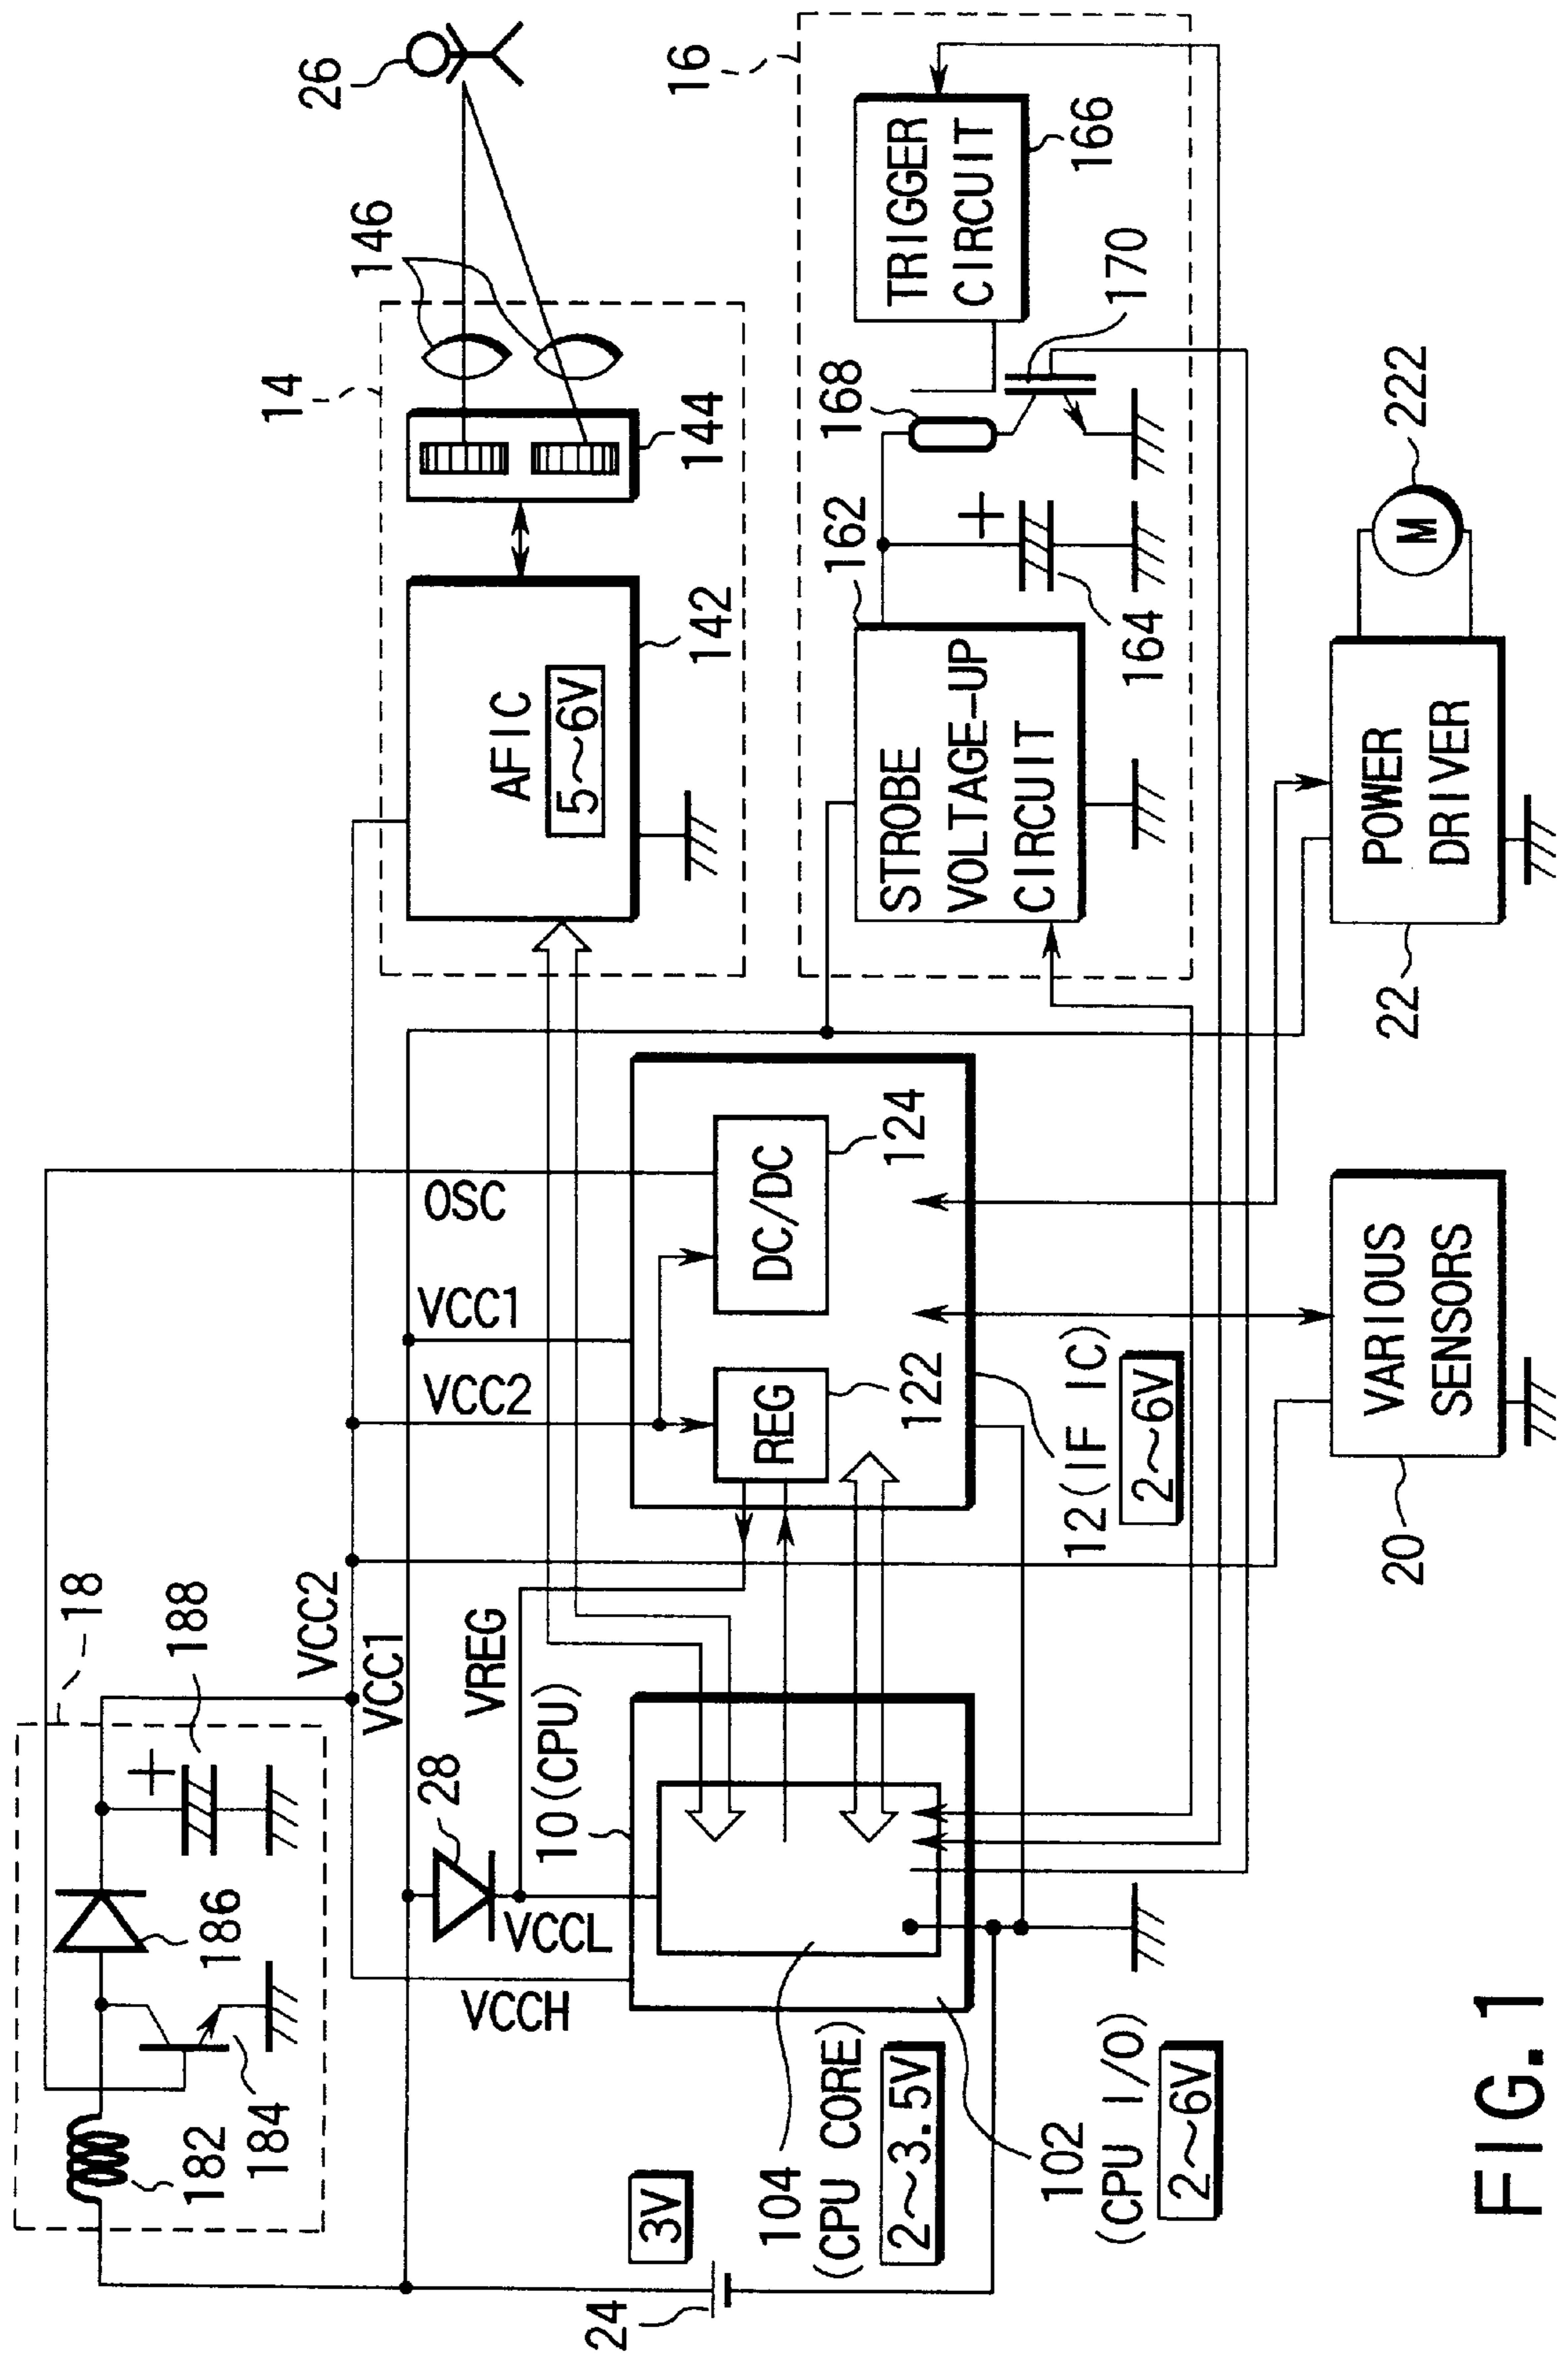 18
188
186
184
182
VCC2
VCC1
OSC
VCC1
VCC2
VREG
28
VCCL
VCCH
10(CPU)
24
3V
104
(CPU CORE)
2~3.5V
102
(CPU I/O)
2~6V
REG
122
DC/DC
124
12(IF IC)
2~6V
14
AFIC
5~6V
142
144
146
26
16
STROBE
VOLTAGE-UP
CIRCUIT
162
+
164
168
170
TRIGGER
CIRCUIT
166
+
VARIOUS
SENSORS
20
POWER
DRIVER
22
M
222
FIG.1